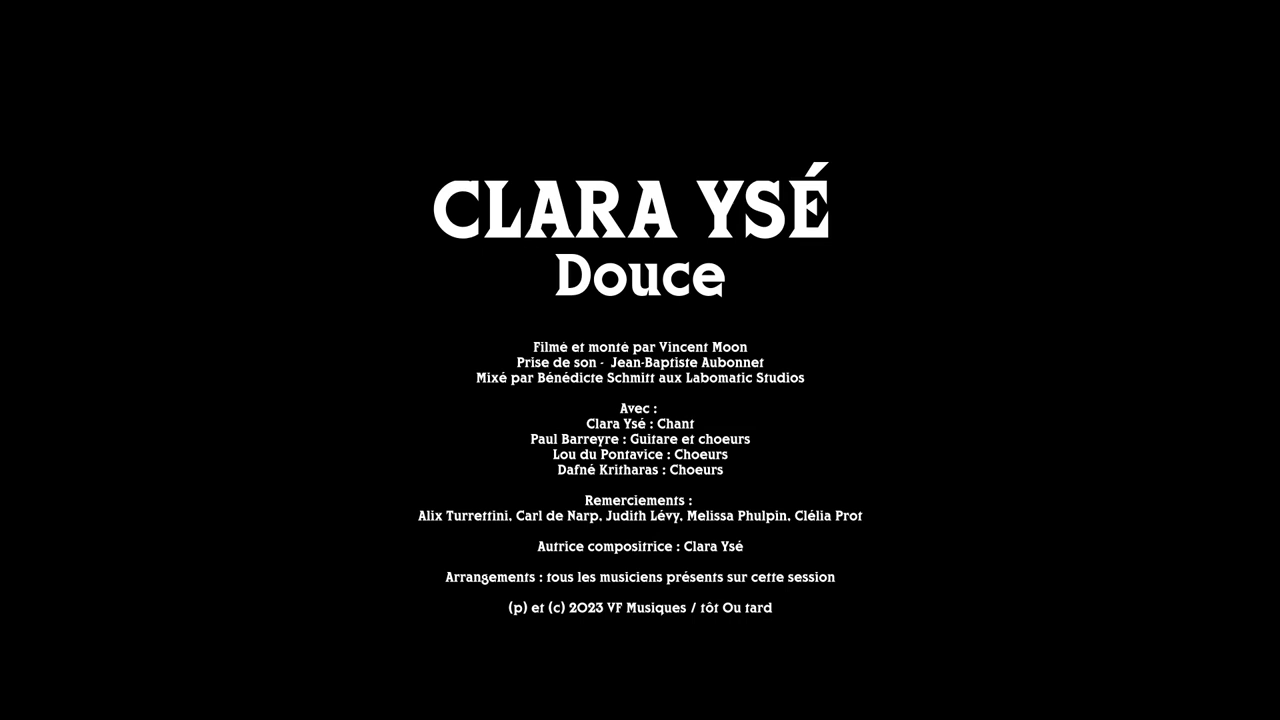 CLARA YSÉ
Douce
Filmé et monté par Vincent Moon
Prise de son - Jean-Baptiste Aubonnet
Mixé par Bénédicte Schmitt aux Labomatic Studios
Avec :
Clara Ysé : Chant
Paul Barreyre : Guitare et choeurs
Lou du Pontavice : Choeurs
Dafné Kritharas : Choeurs
Remerciements :
Alix Turrettini, Carl de Narp, Judith Lévy, Melissa Phulpin, Clélia Prot
Autrice compositrice : Clara Ysé
Arrangements : tous les musiciens présents sur cette session
(p) et (c) 2023 VF Musiques / tôt Ou tard